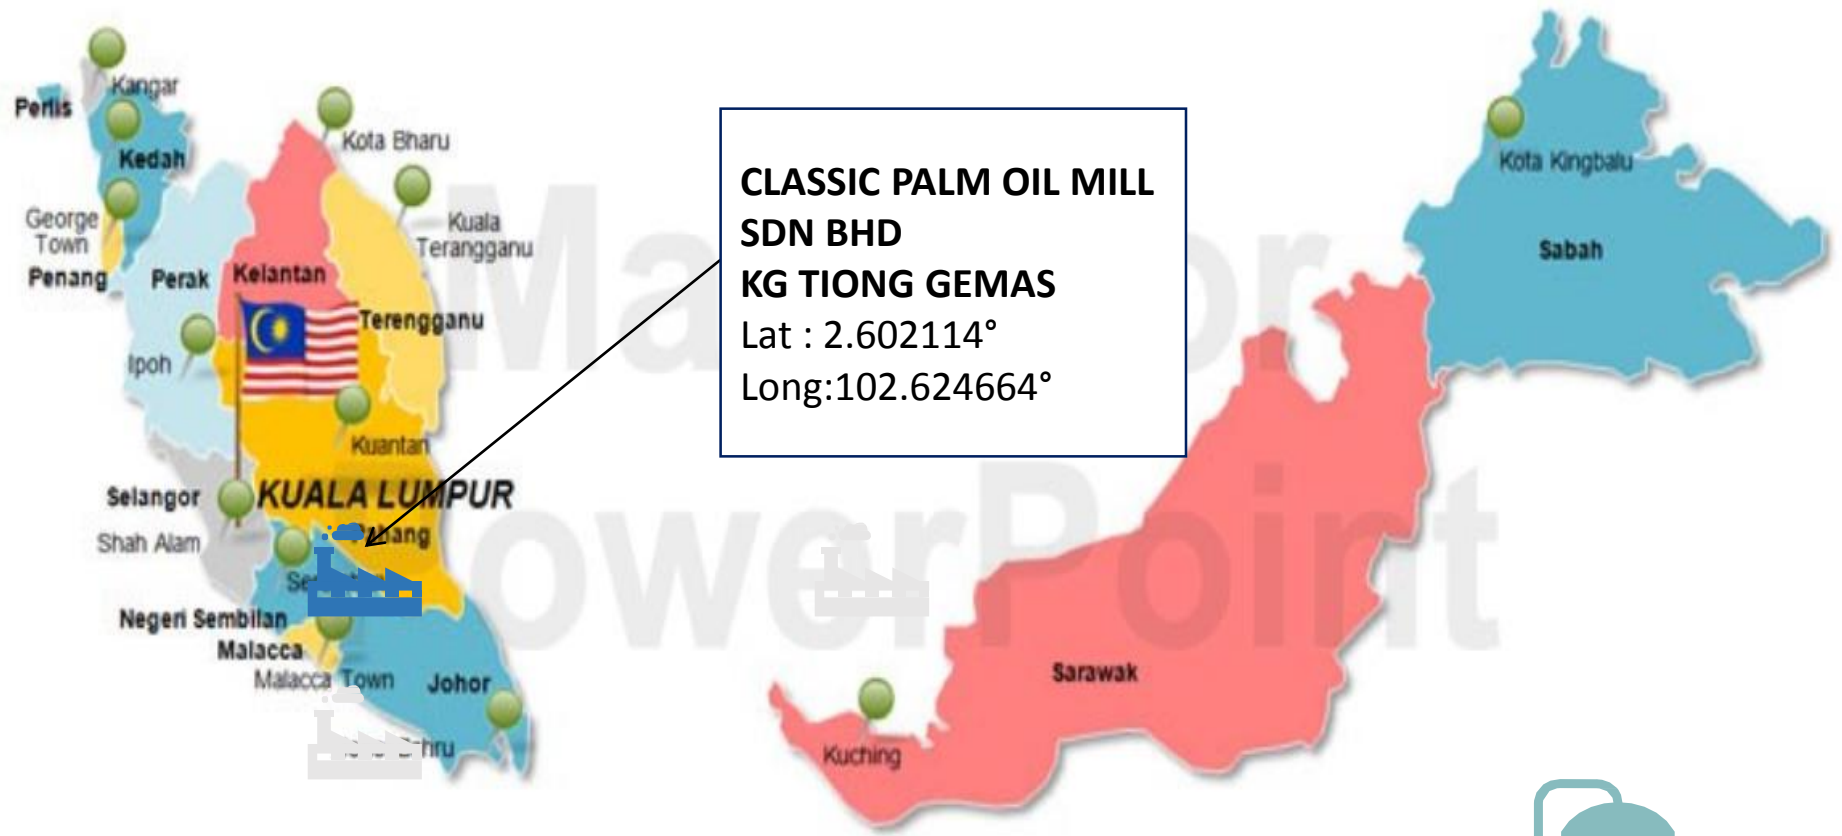 Kangar
Perlis
Kedah
Kota Bharu
George
Town
Kuala
Terangganu
Penang
Perak
Kelantan
Terengganu
Ipoh
Kuantan
Selangor
KUALA LUMPUR
Shah Alam
Negeri Sembilan
Malacca
Malacca Town
Johor
CLASSIC PALM OIL MILL
SDN BHD
KG TIONG GEMAS
Lat : 2.602114°
Long:102.624664°
Kota Kingbalu
Sabah
Sarawak
Kuching
PowerPoint